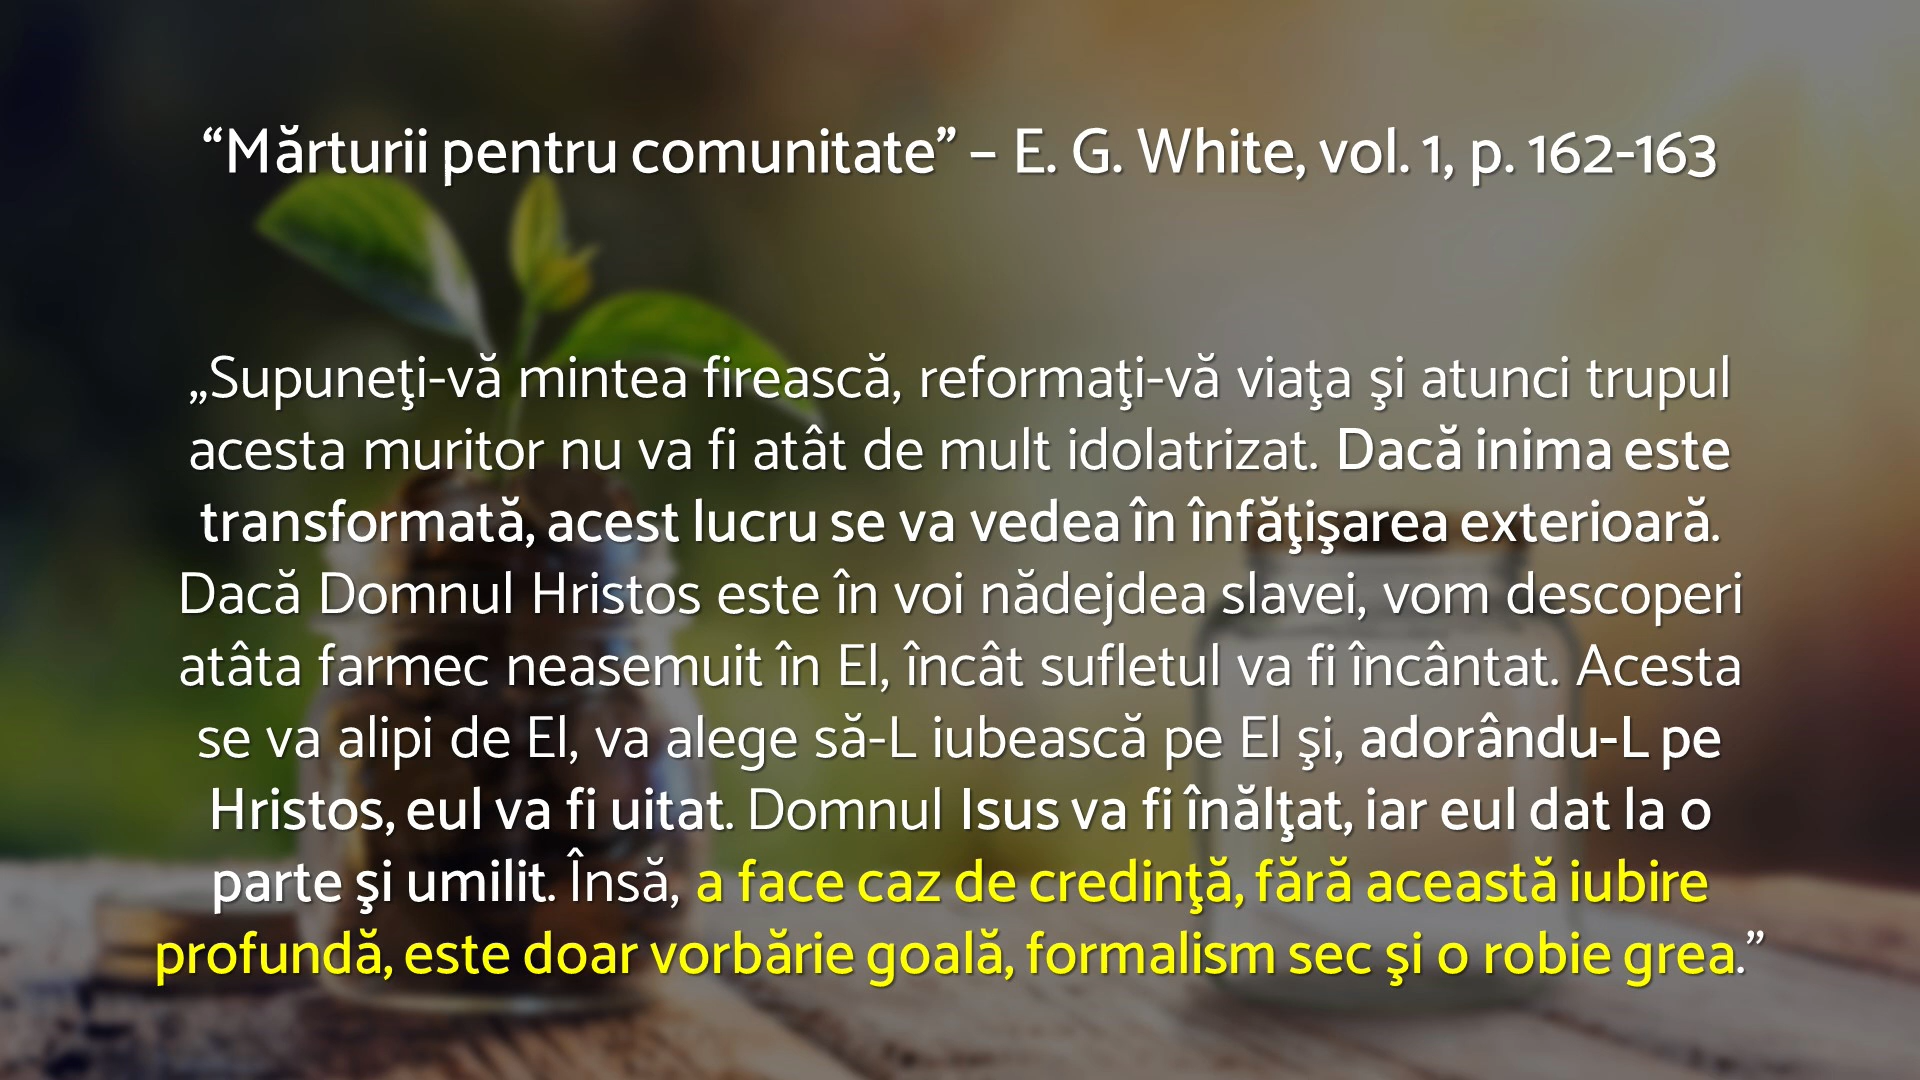 “Mărturii pentru comunitate” – E. G. White, vol. 1, p. 162-163
„Supuneţi-vă mintea firească, reformaţi-vă viaţa şi atunci trupul
acesta muritor nu va fi atât de mult idolatrizat. Dacă inima este
transformată, acest lucru se va vedea în înfăţişarea exterioară.
Dacă Domnul Hristos este în voi nădejdea slavei, vom descoperi
atâta farmec neasemuit în El, încât sufletul va fi încântat. Acesta
se va alipi de El, va alege să-L iubească pe El şi, adorându-L pe
Hristos, eul va fi uitat. Domnul Isus va fi înălţat, iar eul dat la o
parte şi umilit. Însă, a face caz de credinţă, fără această iubire
profundă, este doar vorbărie goală, formalism sec şi o robie grea.”